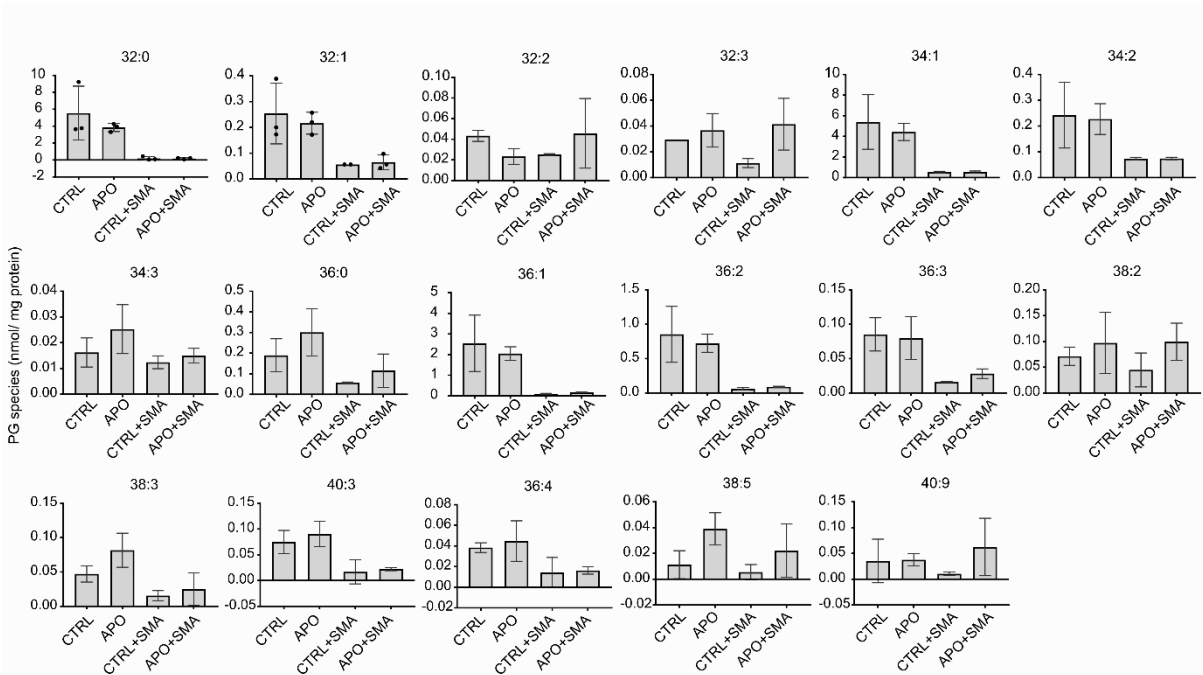 PG species (nmol/ mg protein)
32:0
10
8
6
4
2
0
-2
CTRL
APO
CTRL+SMA
APO+SMA
32:1
0.4
0.3
0.2
0.1
0.0
CTRL
APO
CTRL+SMA
APO+SMA
32:2
0.10
0.08
0.06
0.04
0.02
0.00
CTRL
APO
CTRL+SMA
APO+SMA
32:3
0.08
0.06
0.04
0.02
0.00
CTRL
APO
CTRL+SMA
APO+SMA
34:1
10
8
6
4
2
0
CTRL
APO
CTRL+SMA
APO+SMA
34:2
0.4
0.3
0.2
0.1
0.0
CTRL
APO
CTRL+SMA
APO+SMA
34:3
0.04
0.03
0.02
0.01
0.00
CTRL
APO
CTRL+SMA
APO+SMA
36:0
0.5
0.4
0.3
0.2
0.1
0.0
CTRL
APO
CTRL+SMA
APO+SMA
36:1
5
4
3
2
1
0
CTRL
APO
CTRL+SMA
APO+SMA
36:2
1.5
1.0
0.5
0.0
CTRL
APO
CTRL+SMA
APO+SMA
36:3
0.15
0.10
0.05
0.00
CTRL
APO
CTRL+SMA
APO+SMA
38:2
0.20
0.15
0.10
0.05
0.00
CTRL
APO
CTRL+SMA
APO+SMA
38:3
0.15
0.10
0.05
0.00
CTRL
APO
CTRL+SMA
APO+SMA
40:3
0.15
0.10
0.05
0.00
-0.05
CTRL
APO
CTRL+SMA
APO+SMA
36:4
0.08
0.06
0.04
0.02
0.00
-0.02
CTRL
APO
CTRL+SMA
APO+SMA
38:5
0.06
0.04
0.02
0.00
-0.02
CTRL
APO
CTRL+SMA
APO+SMA
40:9
0.15
0.10
0.05
0.00
-0.05
CTRL
APO
CTRL+SMA
APO+SMA